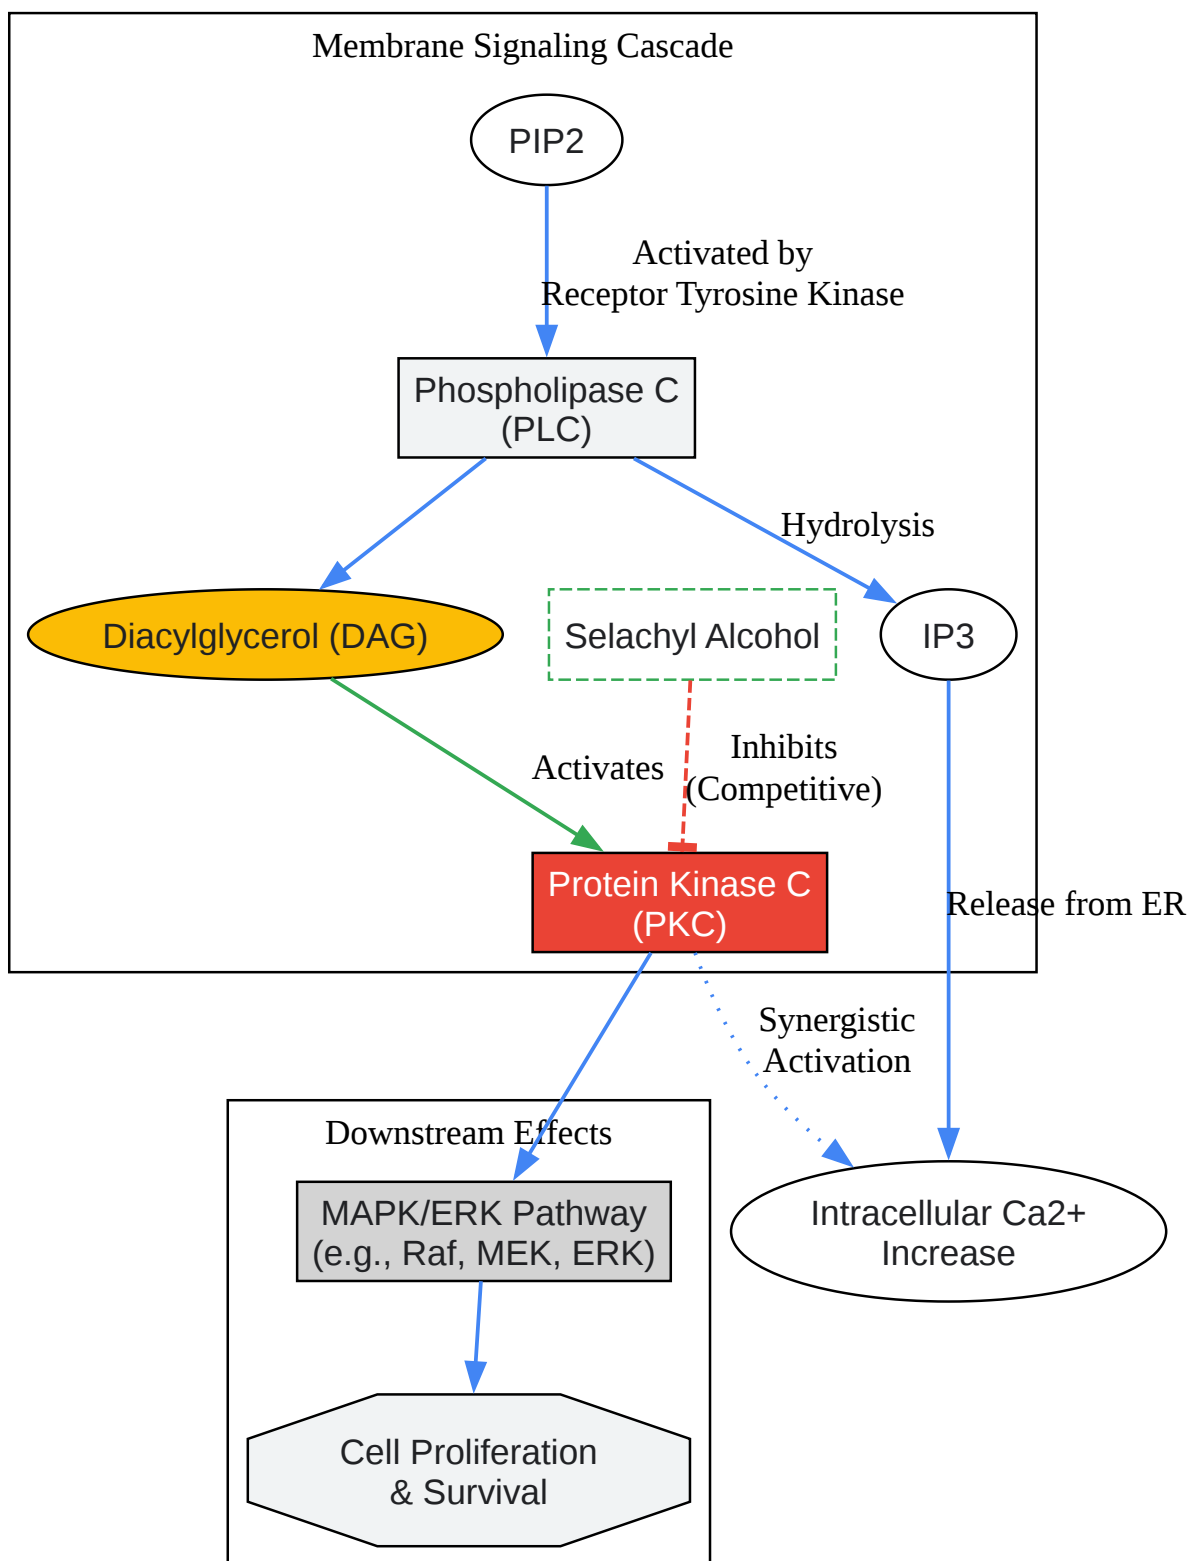 Membrane Signaling Cascade
PIP2
Activated by
Receptor Tyrosine Kinase
Phospholipase C
(PLC)
Hydrolysis
Diacylglycerol (DAG)
Selachyl Alcohol
IP3
Activates
Inhibits
(Competitive)
Protein Kinase C
(PKC)
Release from ER
Synergistic
Activation
Downstream Effects
MAPK/ERK Pathway
(e.g., Raf, MEK, ERK)
Intracellular Ca2+
Increase
Cell Proliferation
& Survival